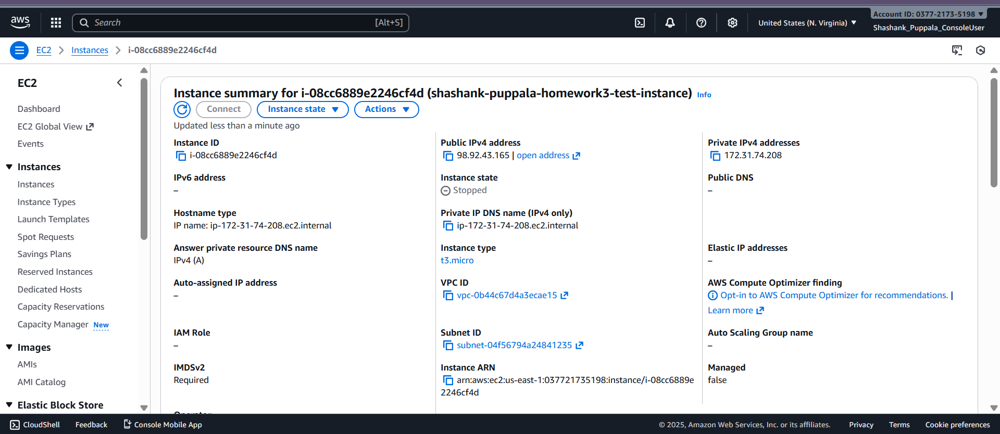 aws
Search [Alt+S]
United States (N. Virginia)
Account ID: 0377-2173-5198
Shashank_Puppala_ConsoleUser
EC2 Instances i-08cc6889e2246cf4d
EC2
Dashboard
EC2 Global View
Events
Instances
Instances
Instance Types
Launch Templates
Spot Requests
Savings Plans
Reserved Instances
Dedicated Hosts
Capacity Reservations
Capacity Manager New
Images
AMIs
AMI Catalog
Elastic Block Store
Instance summary for i-08cc6889e2246cf4d (shashank-puppala-homework3-test-instance) Info
Connect Instance state Actions
Updated less than a minute ago
Instance ID
i-08cc6889e2246cf4d
Public IPv4 address
98.92.43.165 | open address
Private IPv4 addresses
172.31.74.208
IPv6 address
–
Instance state
Stopped
Public DNS
–
Hostname type
IP name: ip-172-31-74-208.ec2.internal
Private IP DNS name (IPv4 only)
ip-172-31-74-208.ec2.internal
Answer private resource DNS name
IPv4 (A)
Instance type
t3.micro
Elastic IP addresses
–
Auto-assigned IP address
–
VPC ID
vpc-0b44c67d4a3ecae15
AWS Compute Optimizer finding
Opt-in to AWS Compute Optimizer for recommendations. |
Learn more
IAM Role
–
Subnet ID
subnet-04f56794a24841235
Auto Scaling Group name
–
IMDSv2
Required
Instance ARN
arn:aws:ec2:us-east-1:037721735198:instance/i-08cc6889e
2246cf4d
Managed
false
Operator
CloudShell Feedback Console Mobile App
© 2025, Amazon Web Services, Inc. or its affiliates. Privacy Terms Cookie preferences